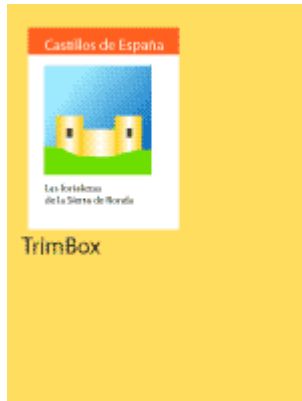 Castillos de España
Las fortalezas
de la Sierra de Ronda
TrimBox